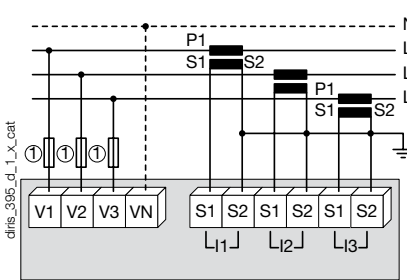 N
P1
L
S1 S2
L
P1
L
S1 S2
① ① ①
diris_395_d_1_x_cat
V1 V2 V3 VN S1 S2 S1 S2 S1 S2
I1 I2 I3